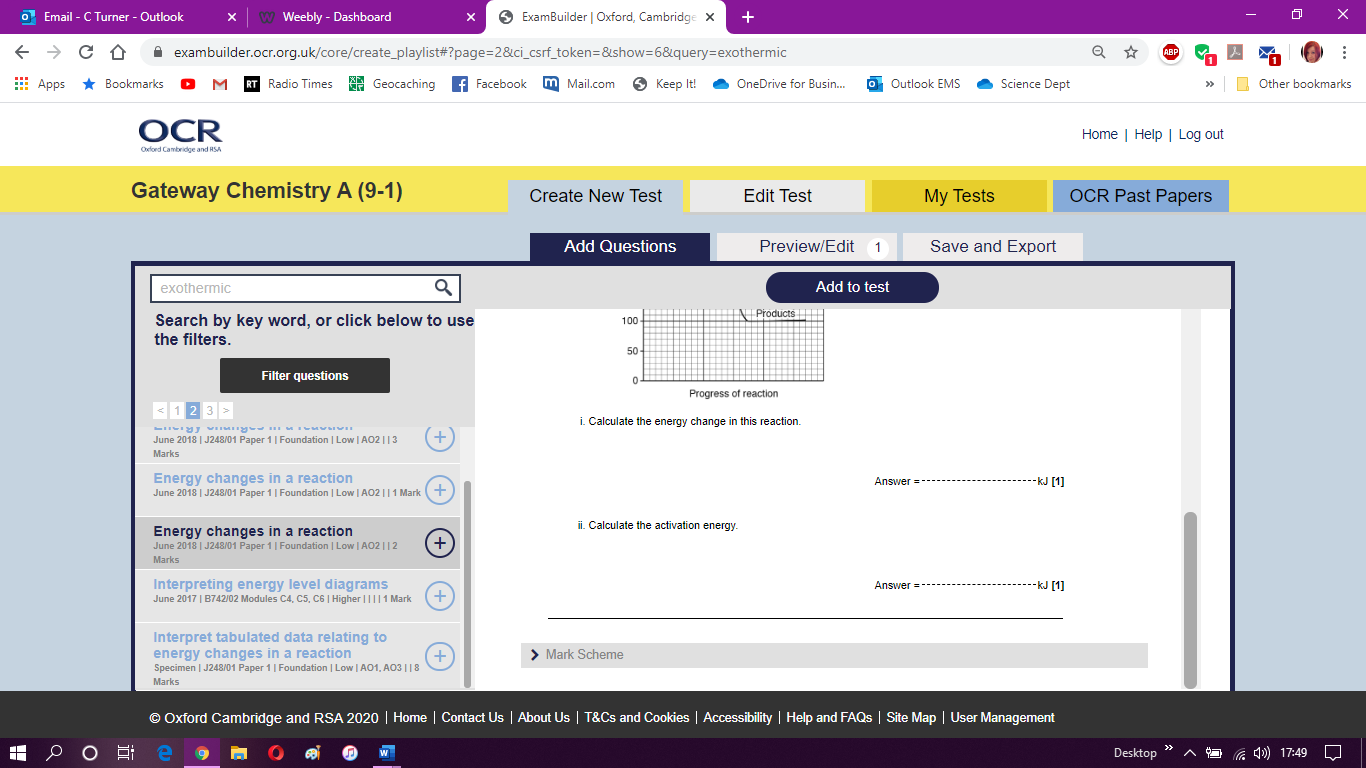 Email - C Turner - Outlook
Weebly - Dashboard
ExamBuilder | Oxford, Cambridge
exambuilder.ocr.org.uk/core/create_playlist#?page=2&ci_csrf_token=&show=6&query=exothermic
ABP
1
1
Apps
Bookmarks
RT
Radio Times
Geocaching
Facebook
Mail.com
Keep It!
OneDrive for Busin...
Outlook EMS
Science Dept
»
Other bookmarks
OCR
Oxford Cambridge and RSA
Home | Help | Log out
Gateway Chemistry A (9-1)
Create New Test
Edit Test
My Tests
OCR Past Papers
Add Questions
Preview/Edit 1
Save and Export
exothermic
Add to test
Search by key word, or click below to use
the filters.
Filter questions
< 1 2 3 >
Energy changes in a reaction
June 2018 | J248/01 Paper 1 | Foundation | Low | AO2 | | 3
Marks
Energy changes in a reaction
June 2018 | J248/01 Paper 1 | Foundation | Low | AO2 | | 1 Mark
Energy changes in a reaction
June 2018 | J248/01 Paper 1 | Foundation | Low | AO2 | | 2
Marks
Interpreting energy level diagrams
June 2017 | B742/02 Modules C4, C5, C6 | Higher | | | | 1 Mark
Interpret tabulated data relating to
energy changes in a reaction
Specimen | J248/01 Paper 1 | Foundation | Low | AO1, AO3 | | 8
Marks
Products
100
50
0
Progress of reaction
i. Calculate the energy change in this reaction.
Answer = kJ [1]
ii. Calculate the activation energy.
Answer = kJ [1]
Mark Scheme
© Oxford Cambridge and RSA 2020 | Home | Contact Us | About Us | T&Cs and Cookies | Accessibility | Help and FAQs | Site Map | User Management
Desktop » 17:49